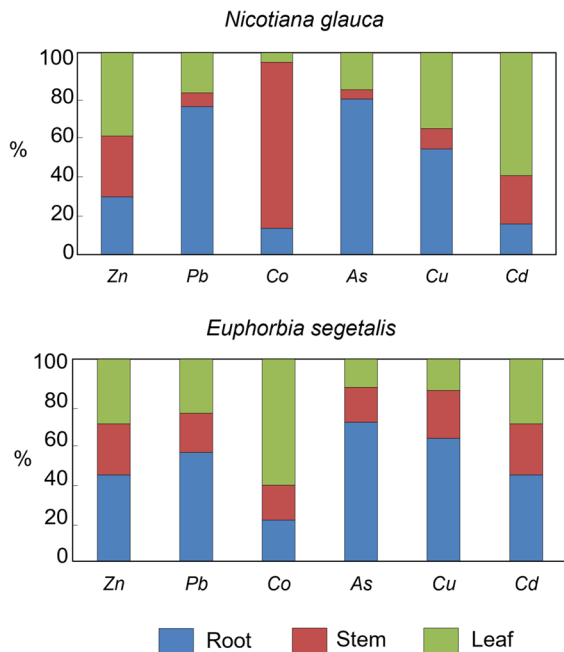 Nicotiana glauca
100
80
60
%
40
20
0
Zn Pb Co As Cu Cd
Euphorbia segetalis
100
80
60
%
40
20
0
Zn Pb Co As Cu Cd
Root Stem Leaf